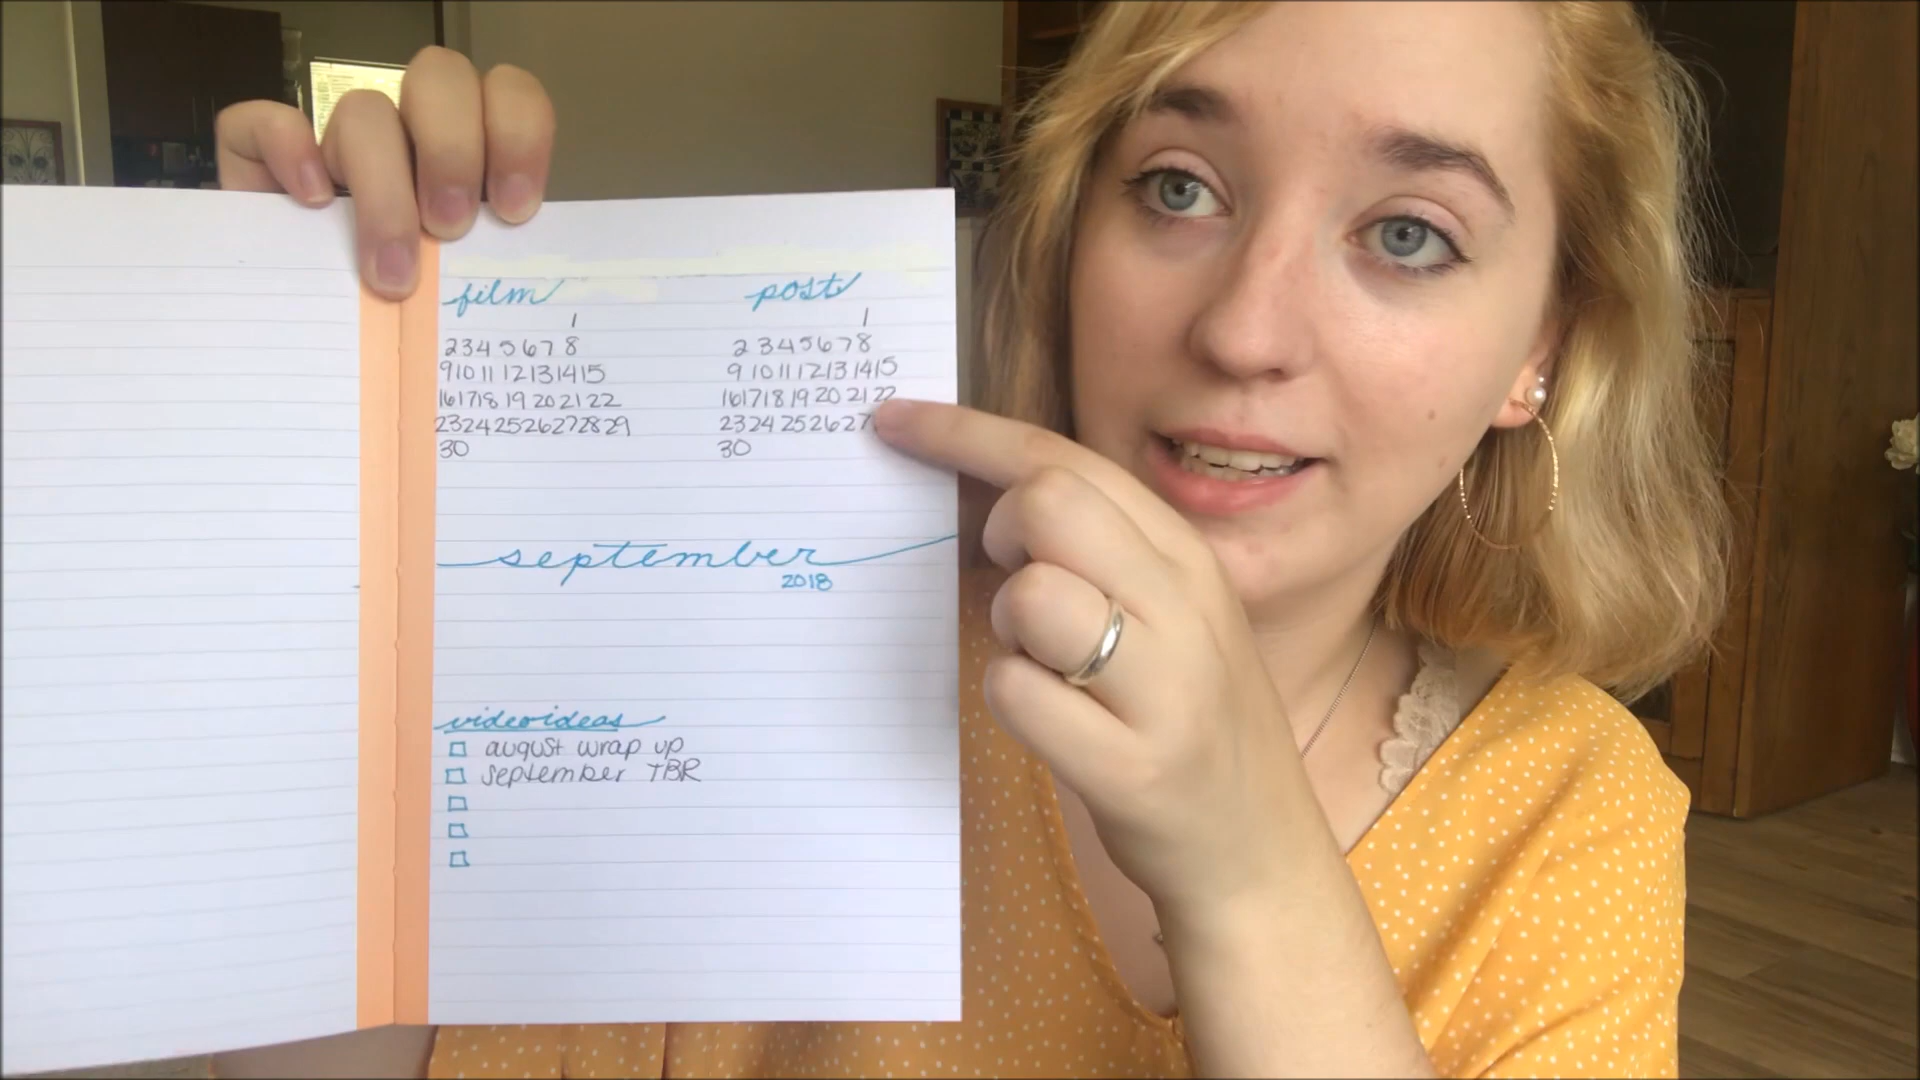 film post
1 1
2 3 4 5 6 7 8 2 3 4 5 6 7 8
9 10 11 12 13 14 15 9 10 11 12 13 14 15
16 17 18 19 20 21 22 16 17 18 19 20 21 22
23 24 25 26 27 28 29 23 24 25 26 27
30 30
september
2018
video ideas
august wrap up
september TBR